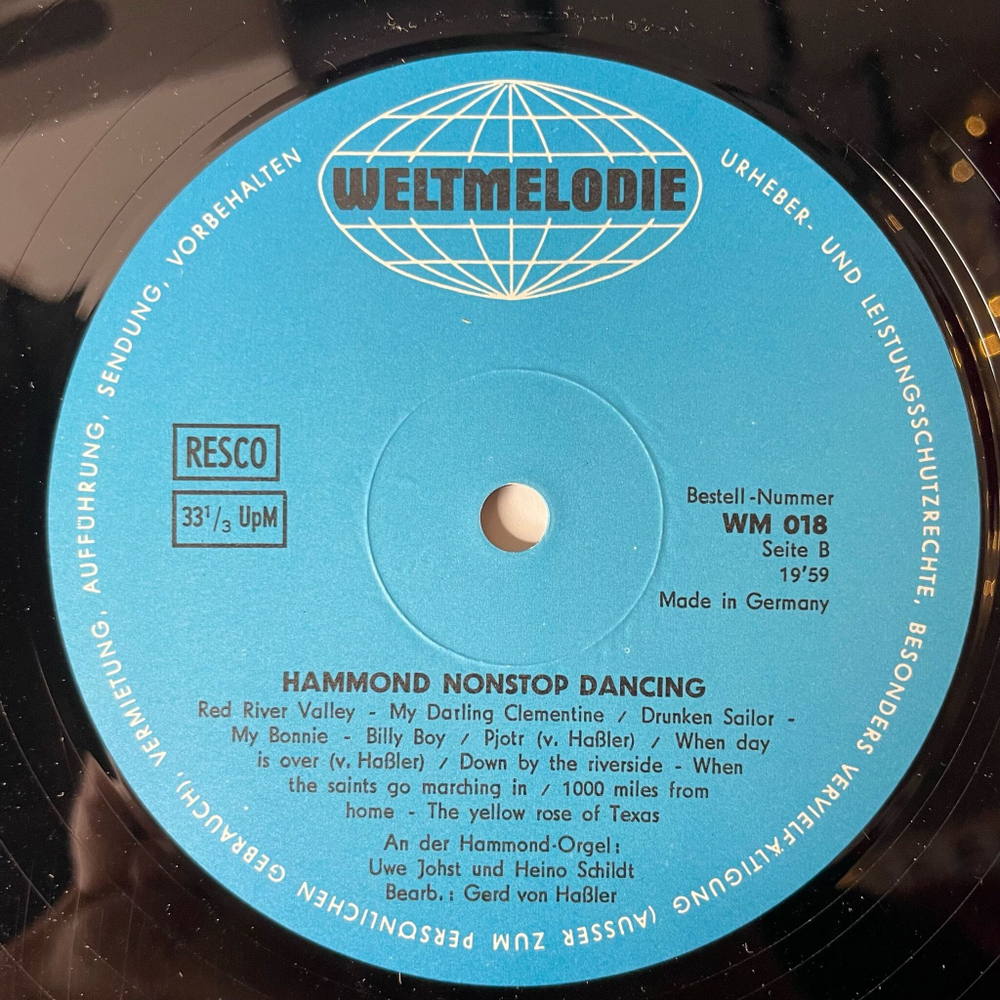 WELTMELODIE
URHEBER- UND LEISTUNGSSCHUTZRECHTE, BESONDERS VERVIELFÄLTIGUNG (AUSSER ZUM PERSÖNLICHEN GEBRAUCH), VERMIETUNG, AUFFÜHRUNG, SENDUNG, VORBEHALTEN
RESCO
33¹/₃ UpM
Bestell-Nummer
WM 018
Seite B
19'59
Made in Germany
HAMMOND NONSTOP DANCING
Red River Valley - My Darling Clementine / Drunken Sailor -
My Bonnie - Billy Boy / Pjotr (v. Haßler) / When day
is over (v. Haßler) / Down by the riverside - When
the saints go marching in / 1000 miles from
home - The yellow rose of Texas
An der Hammond-Orgel:
Uwe Johst und Heino Schildt
Bearb.: Gerd von Haßler